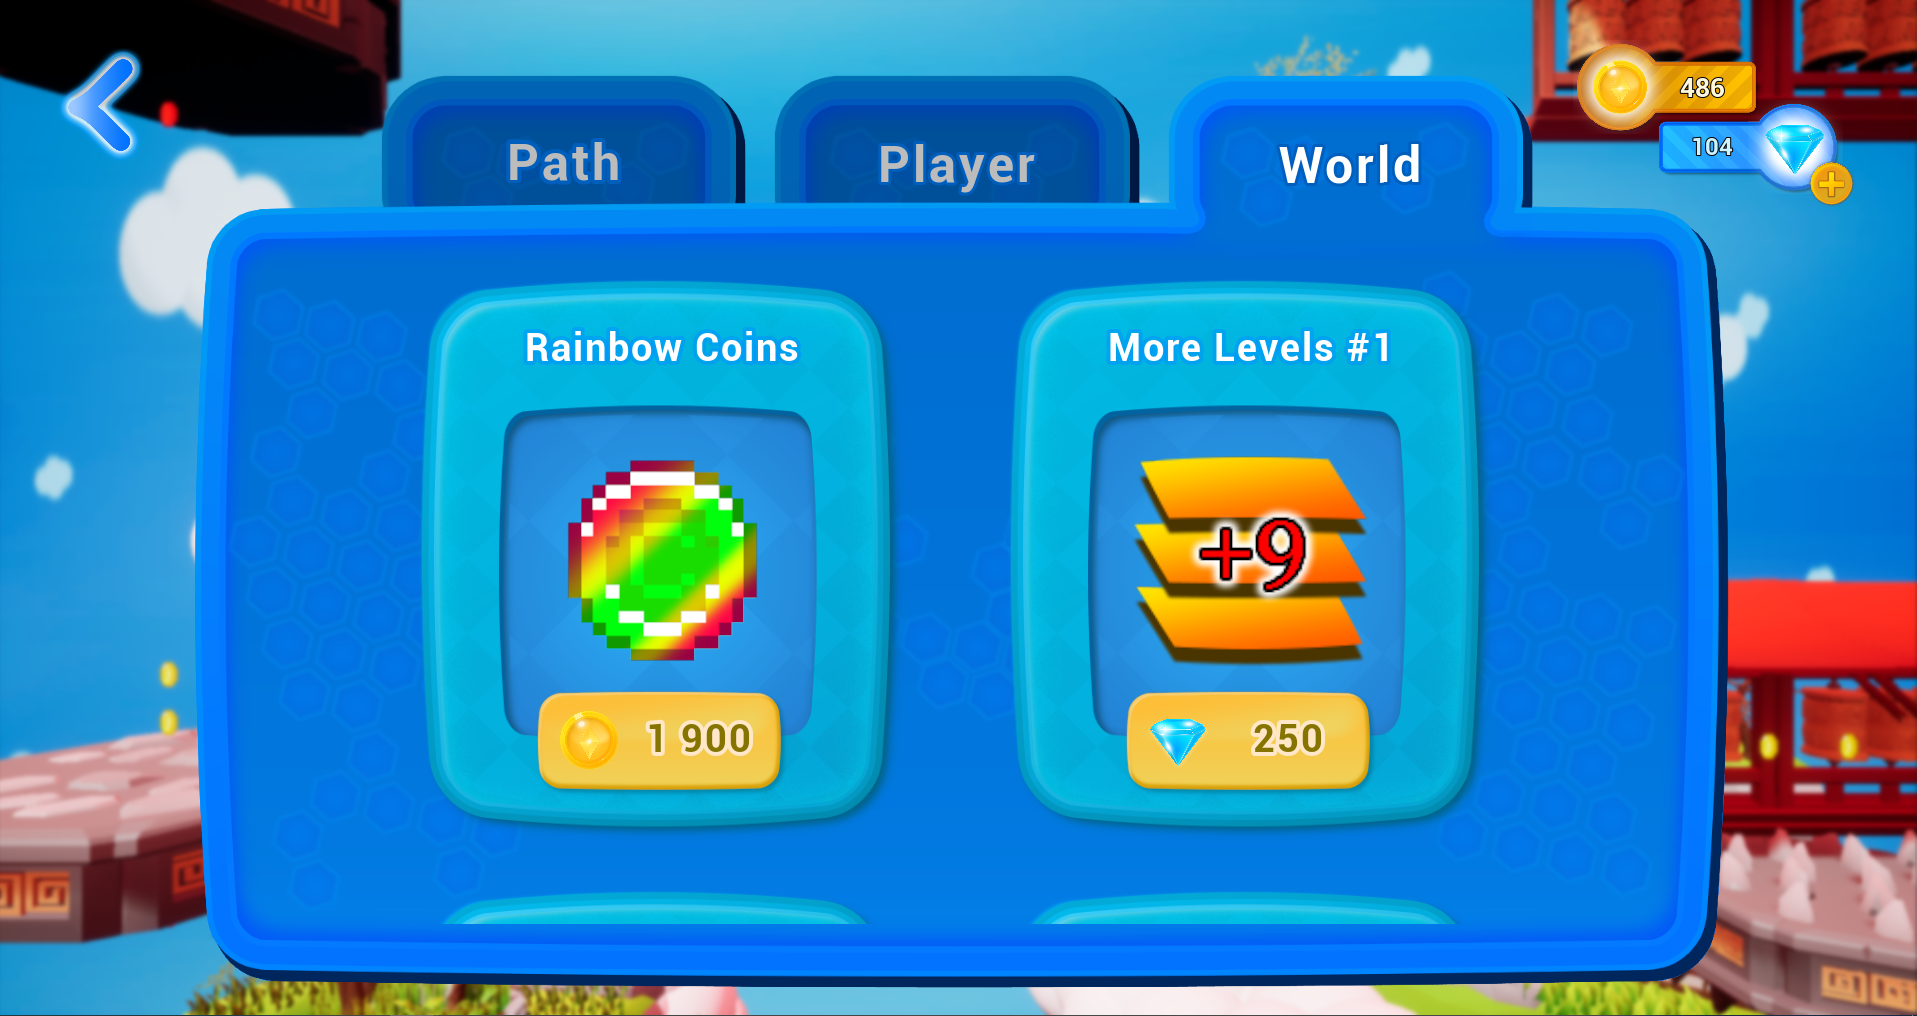 Path
Player
World
486
104
Rainbow Coins
More Levels #1
+9
1 900
250